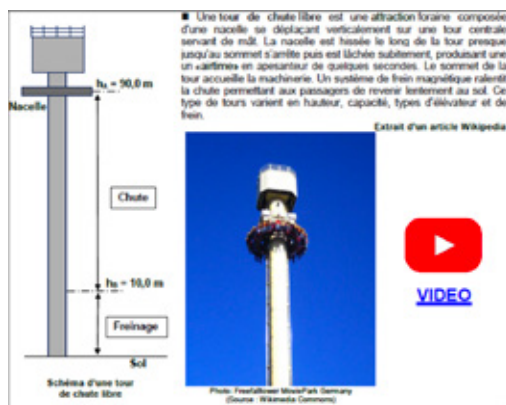 ■ Une tour de chute libre est une attraction foraine composée
d'une nacelle se déplaçant verticalement sur une tour centrale
servant de mât. La nacelle est hissée le long de la tour presque
jusqu'au sommet s'arrête puis est lâchée subitement, produisant une
un «airtime» en apesanteur de quelques secondes. Le sommet de la
tour accueille la machinerie. Un système de frein magnétique ralentit
la chute permettant aux passagers de revenir lentement au sol. Ce
type de tours varient en hauteur, capacité, types d'élévateur et de
frein.
Extrait d'un article Wikipedia
hA = 90,0 m
Nacelle
Chute
hB = 10,0 m
Freinage
Sol
Schéma d'une tour
de chute libre
VIDEO
Photo: Freefalltower MoviePark Germany
(Source : Wikimedia Commons)